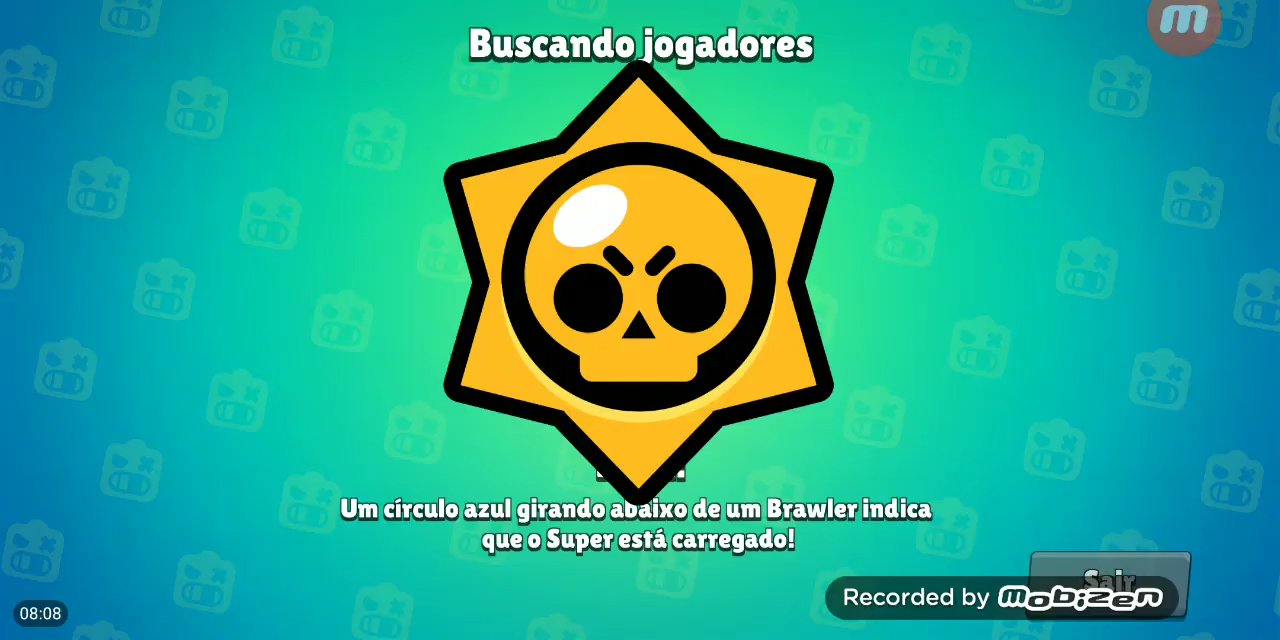 Buscando jogadores
Um círculo azul girando abaixo de um Brawler indica
que o Super está carregado!
Sair
Recorded by mobizen
08:08